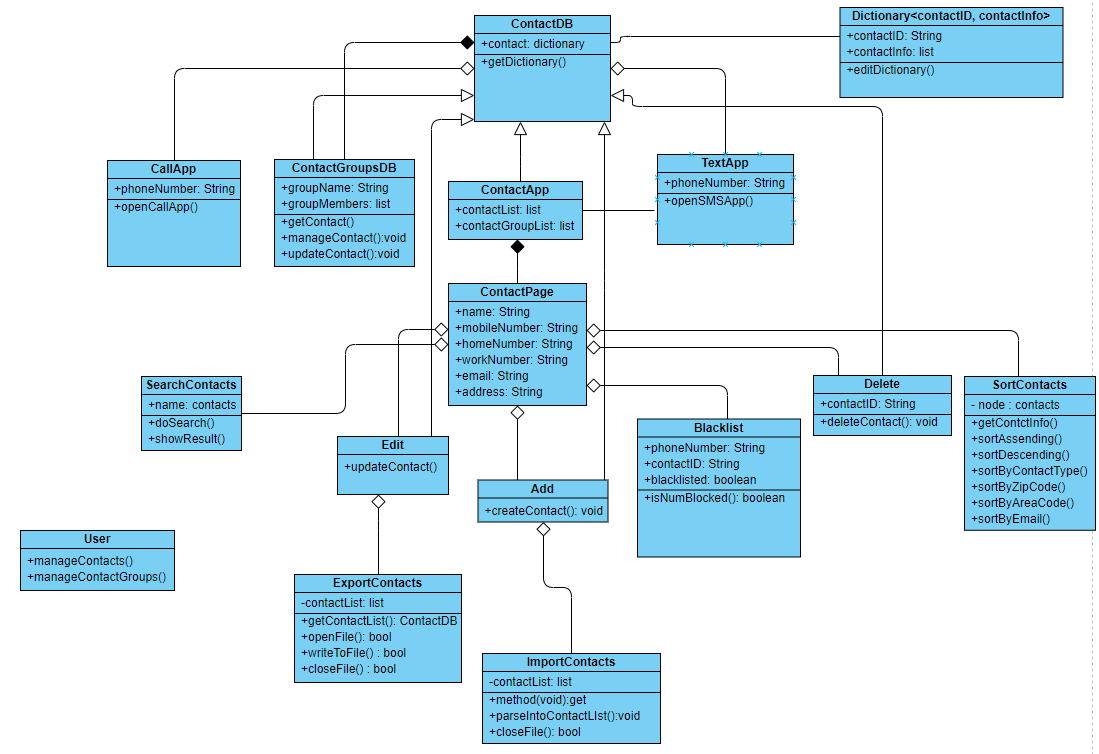 ContactDB
+contact: dictionary
+getDictionary()
Dictionary<contactID, contactInfo>
+contactID: String
+contactInfo: list
+editDictionary()
CallApp
+phoneNumber: String
+openCallApp()
ContactGroupsDB
+groupName: String
+groupMembers: list
+getContact()
+manageContact():void
+updateContact():void
ContactApp
+contactList: list
+contactGroupList: list
TextApp
+phoneNumber: String
+openSMSApp()
ContactPage
+name: String
+mobileNumber: String
+homeNumber: String
+workNumber: String
+email: String
+address: String
SearchContacts
+name: contacts
+doSearch()
+showResult()
Edit
+updateContact()
Add
+createContact(): void
Blacklist
+phoneNumber: String
+contactID: String
+blacklisted: boolean
+isNumBlocked(): boolean
Delete
+contactID: String
+deleteContact(): void
SortContacts
- node : contacts
+getContctInfo()
+sortAssending()
+sortDescending()
+sortByContactType()
+sortByZipCode()
+sortByAreaCode()
+sortByEmail()
User
+manageContacts()
+manageContactGroups()
ExportContacts
-contactList: list
+getContactList(): ContactDB
+openFile(): bool
+writeToFile() : bool
+closeFile() : bool
ImportContacts
-contactList: list
+method(void):get
+parseIntoContactLIst():void
+closeFile(): bool